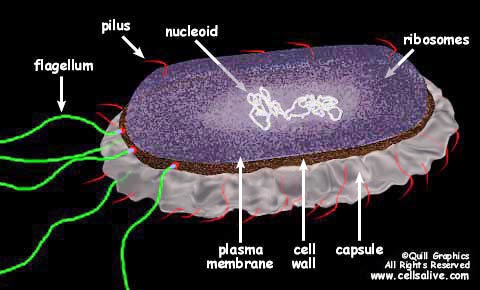 pilus
nucleoid
ribosomes
flagellum
plasma
membrane
cell
wall
capsule
©Quill Graphics
All Rights Reserved
www.cellsalive.com